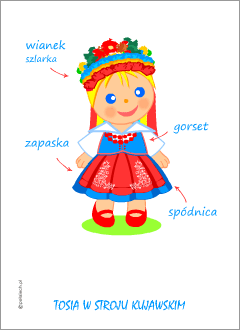 wianek
szlarka
gorset
zapaska
spódnica
TOSIA W STROJU KUJAWSKIM